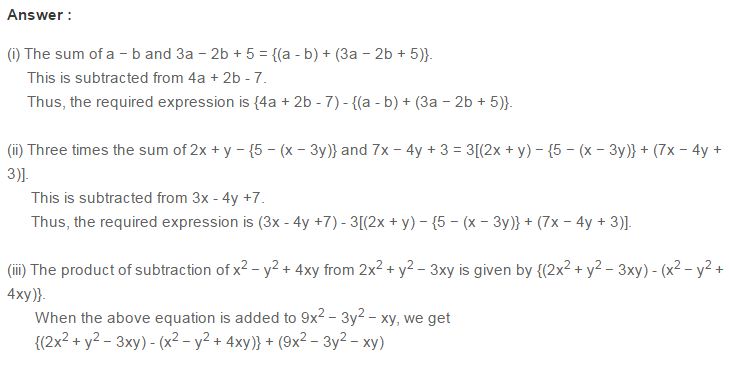 Answer :
(i) The sum of a − b and 3a − 2b + 5 = {(a - b) + (3a − 2b + 5)}.
This is subtracted from 4a + 2b - 7.
Thus, the required expression is {4a + 2b - 7) - {(a - b) + (3a − 2b + 5)}.
(ii) Three times the sum of 2x + y − {5 − (x − 3y)} and 7x − 4y + 3 = 3[(2x + y) − {5 − (x − 3y)} + (7x − 4y +
3)].
This is subtracted from 3x - 4y +7.
Thus, the required expression is (3x - 4y +7) - 3[(2x + y) − {5 − (x − 3y)} + (7x − 4y + 3)].
(iii) The product of subtraction of x² − y² + 4xy from 2x² + y² − 3xy is given by {(2x² + y² − 3xy) - (x² − y² +
4xy)}.
When the above equation is added to 9x² − 3y² − xy, we get
{(2x² + y² − 3xy) - (x² − y² + 4xy)} + (9x² − 3y² − xy)